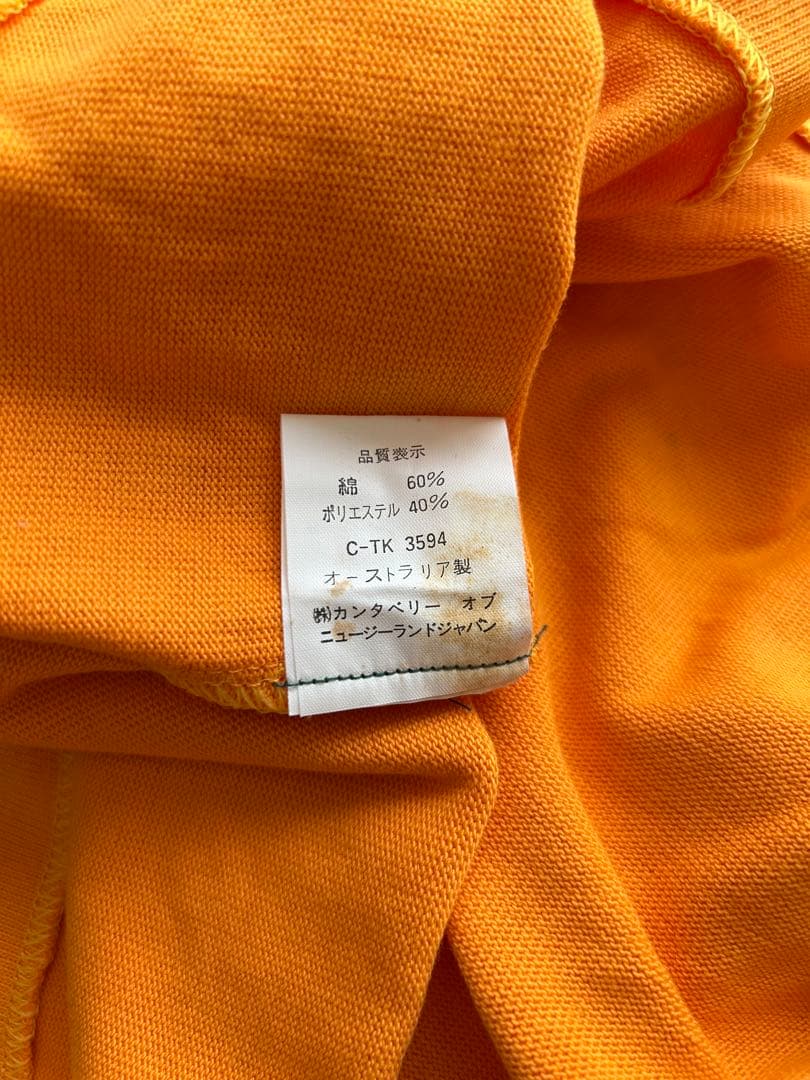 品質表示
綿 60%
ポリエステル 40%
C-TK 3594
オーストラリア製
㈱カンタベリー オブ
ニュージーランドジャパン